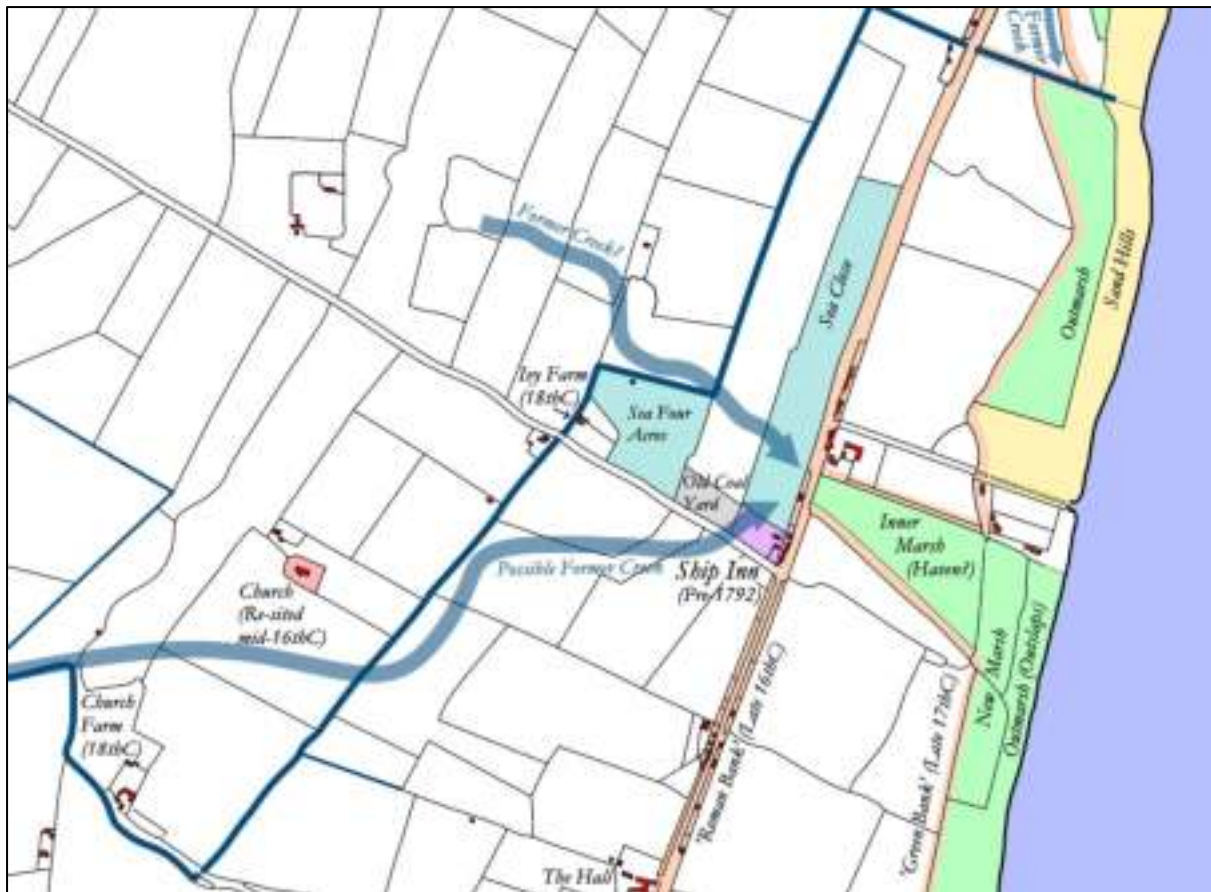 Former
Creek
Former Creek?
Sand Hills
Outmarsh
Sea Close
Ivy Farm
(18thC)
Sea Four
Acres
Old Coal
Yard
Inner
Marsh
(Haven?)
Possible Former Creek
Ship Inn
(Pre-1792)
Church
(Re-sited
mid-16thC)
Church
Farm
(18thC)
New Marsh
Outmarsh (Outslaps)
'Roman Bank' (Late 16thC)
'Green Bank' (Late 17thC)
The Hall